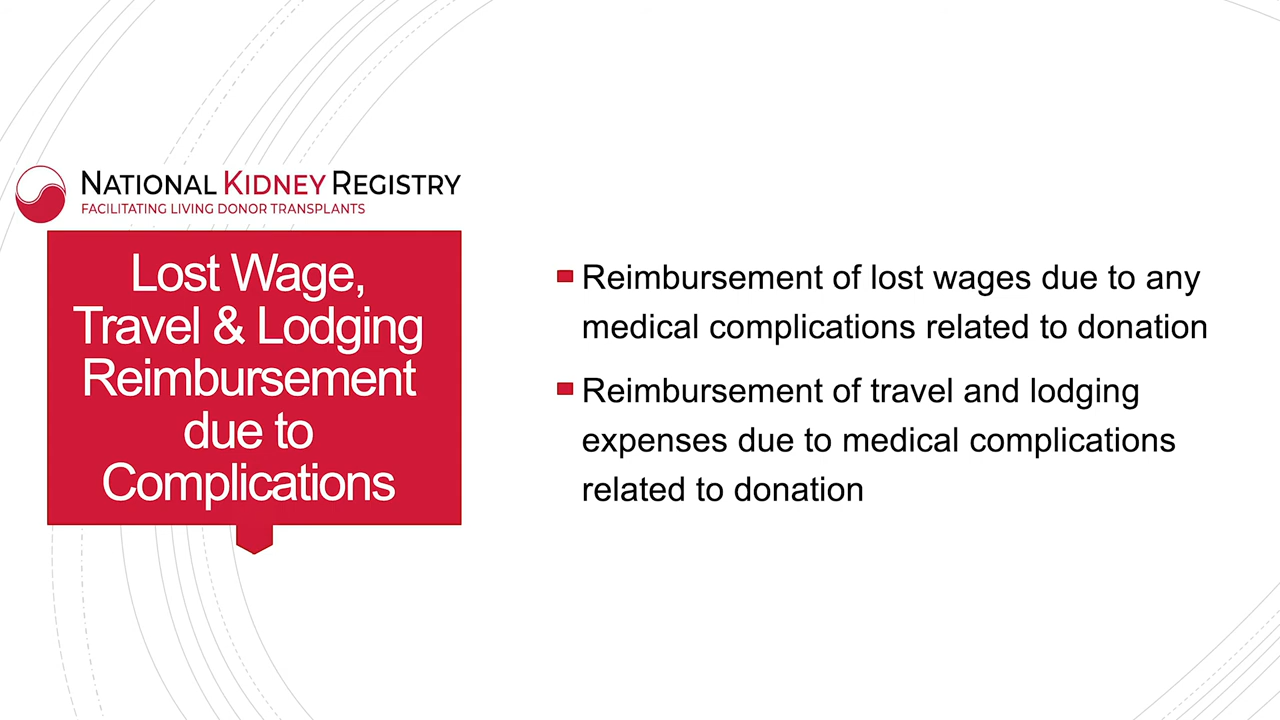 NATIONAL KIDNEY REGISTRY
FACILITATING LIVING DONOR TRANSPLANTS
Lost Wage,
Travel & Lodging
Reimbursement
due to
Complications
Reimbursement of lost wages due to any
medical complications related to donation
Reimbursement of travel and lodging
expenses due to medical complications
related to donation